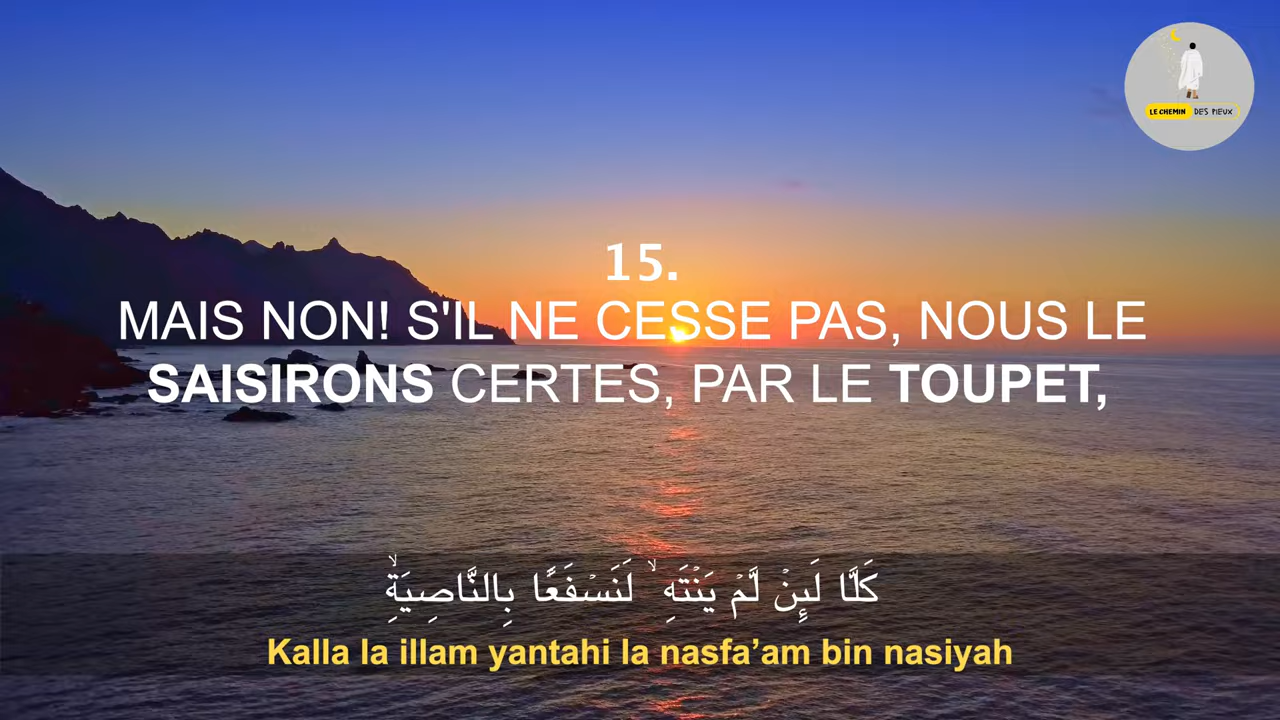 LE CHEMIN DES PIEUX
15.
MAIS NON! S'IL NE CESSE PAS, NOUS LE
SAISIRONS CERTES, PAR LE TOUPET,
كَلَّا لَىِٕنْ لَّمْ يَنْتَهِ ەۙ لَنَسْفَعًاۢ بِالنَّاصِيَةِۙ
Kalla la illam yantahi la nasfa’am bin nasiyah